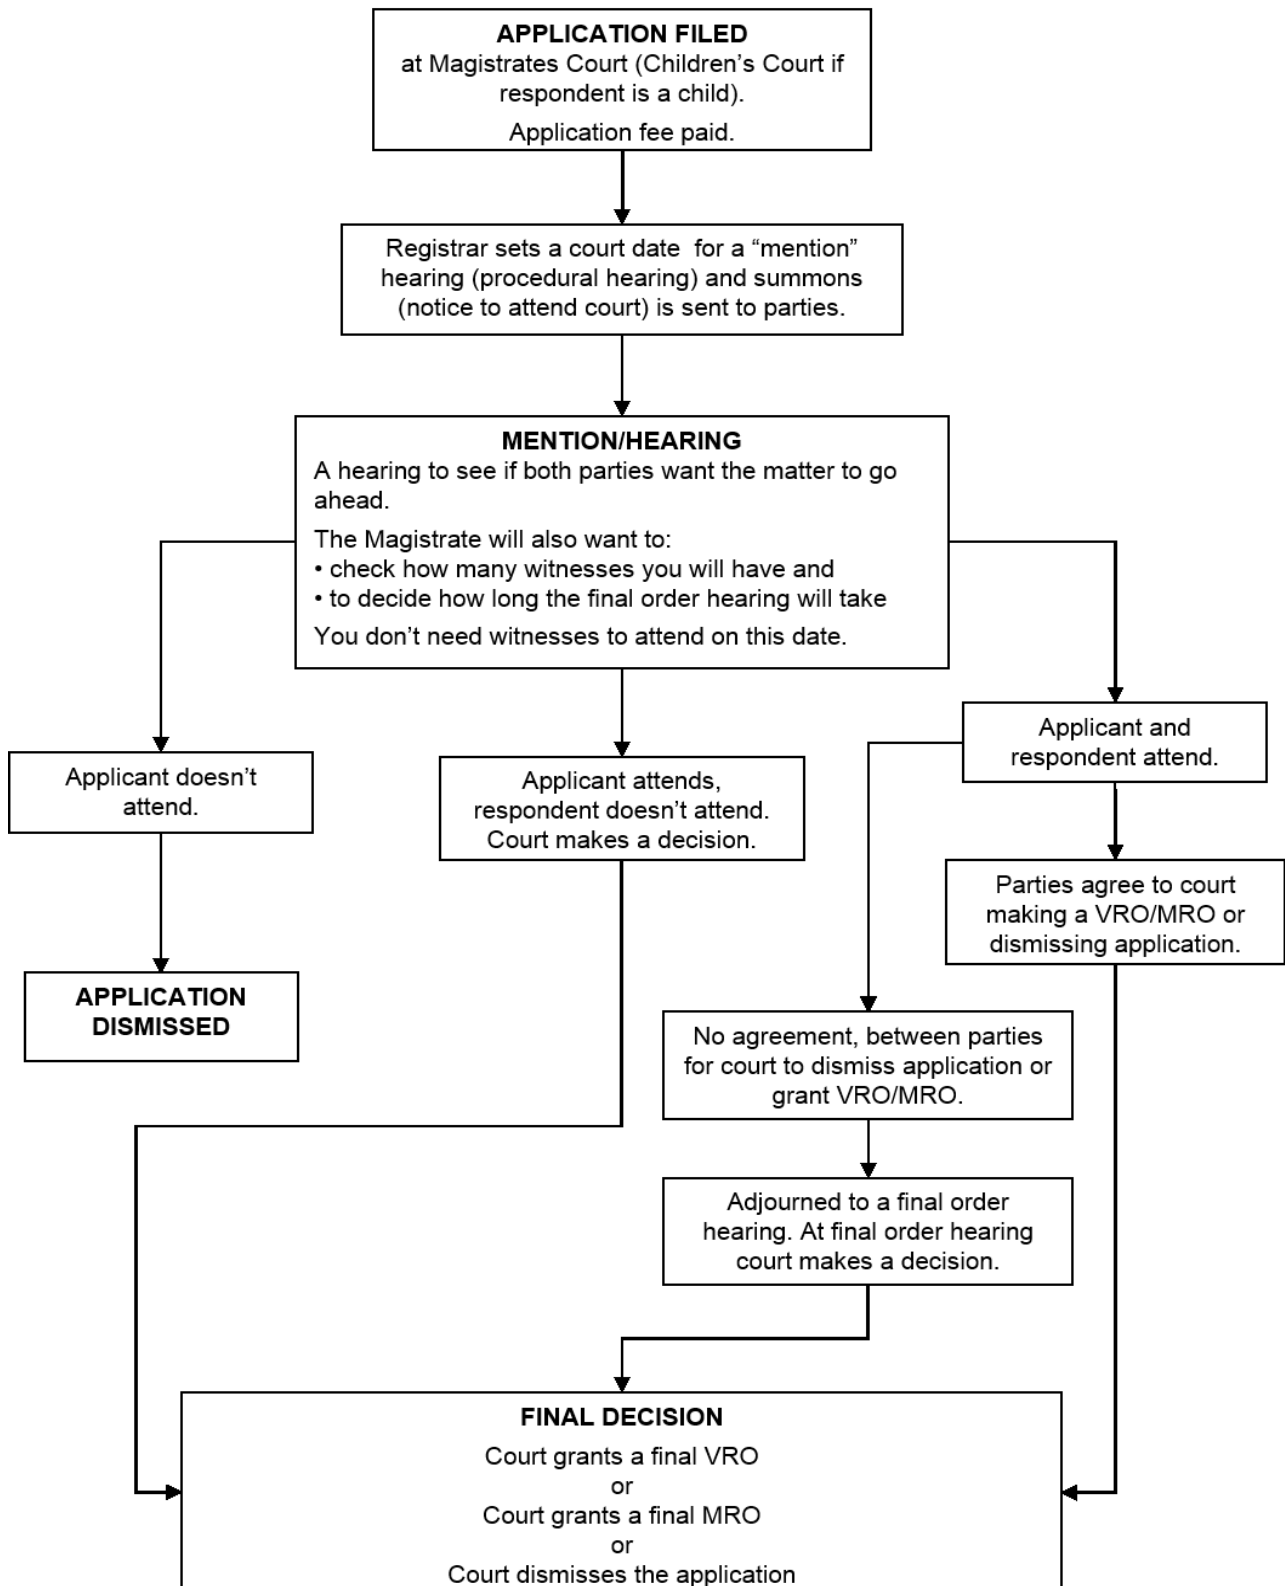 APPLICATION FILED
at Magistrates Court (Children’s Court if
respondent is a child).
Application fee paid.
Registrar sets a court date for a “mention”
hearing (procedural hearing) and summons
(notice to attend court) is sent to parties.
MENTION/HEARING
A hearing to see if both parties want the matter to go
ahead.
The Magistrate will also want to:
• check how many witnesses you will have and
• to decide how long the final order hearing will take
You don’t need witnesses to attend on this date.
Applicant doesn’t
attend.
APPLICATION
DISMISSED
Applicant attends,
respondent doesn’t attend.
Court makes a decision.
Applicant and
respondent attend.
Parties agree to court
making a VRO/MRO or
dismissing application.
No agreement, between parties
for court to dismiss application or
grant VRO/MRO.
Adjourned to a final order
hearing. At final order hearing
court makes a decision.
FINAL DECISION
Court grants a final VRO
or
Court grants a final MRO
or
Court dismisses the application